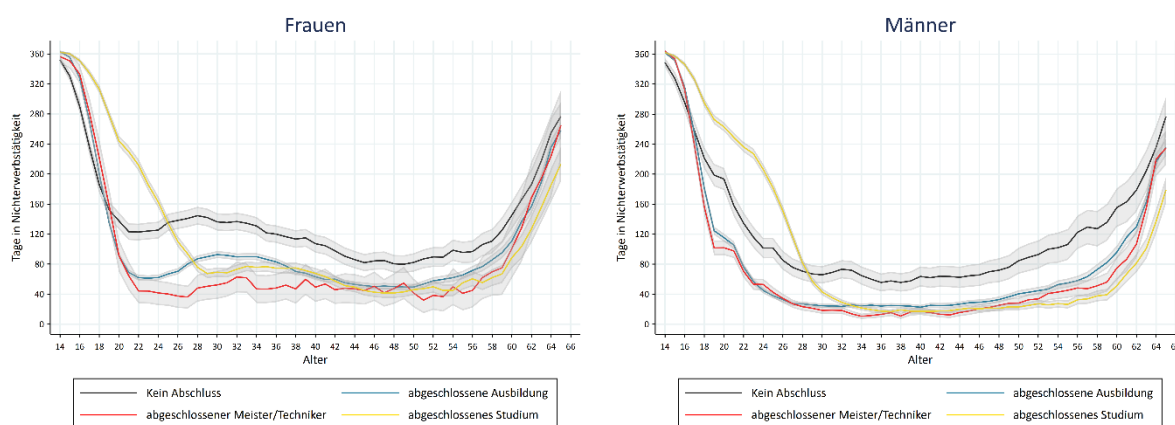 Frauen
Tage in Nichterwerbstätigkeit
360
320
280
240
200
160
120
80
40
0
14 16 18 20 22 24 26 28 30 32 34 36 38 40 42 44 46 48 50 52 54 56 58 60 62 64 66
Alter
Kein Abschluss
abgeschlossene Ausbildung
abgeschlossener Meister/Techniker
abgeschlossenes Studium
Männer
Tage in Nichterwerbstätigkeit
360
320
280
240
200
160
120
80
40
0
14 16 18 20 22 24 26 28 30 32 34 36 38 40 42 44 46 48 50 52 54 56 58 60 62 64 66
Alter
Kein Abschluss
abgeschlossene Ausbildung
abgeschlossener Meister/Techniker
abgeschlossenes Studium